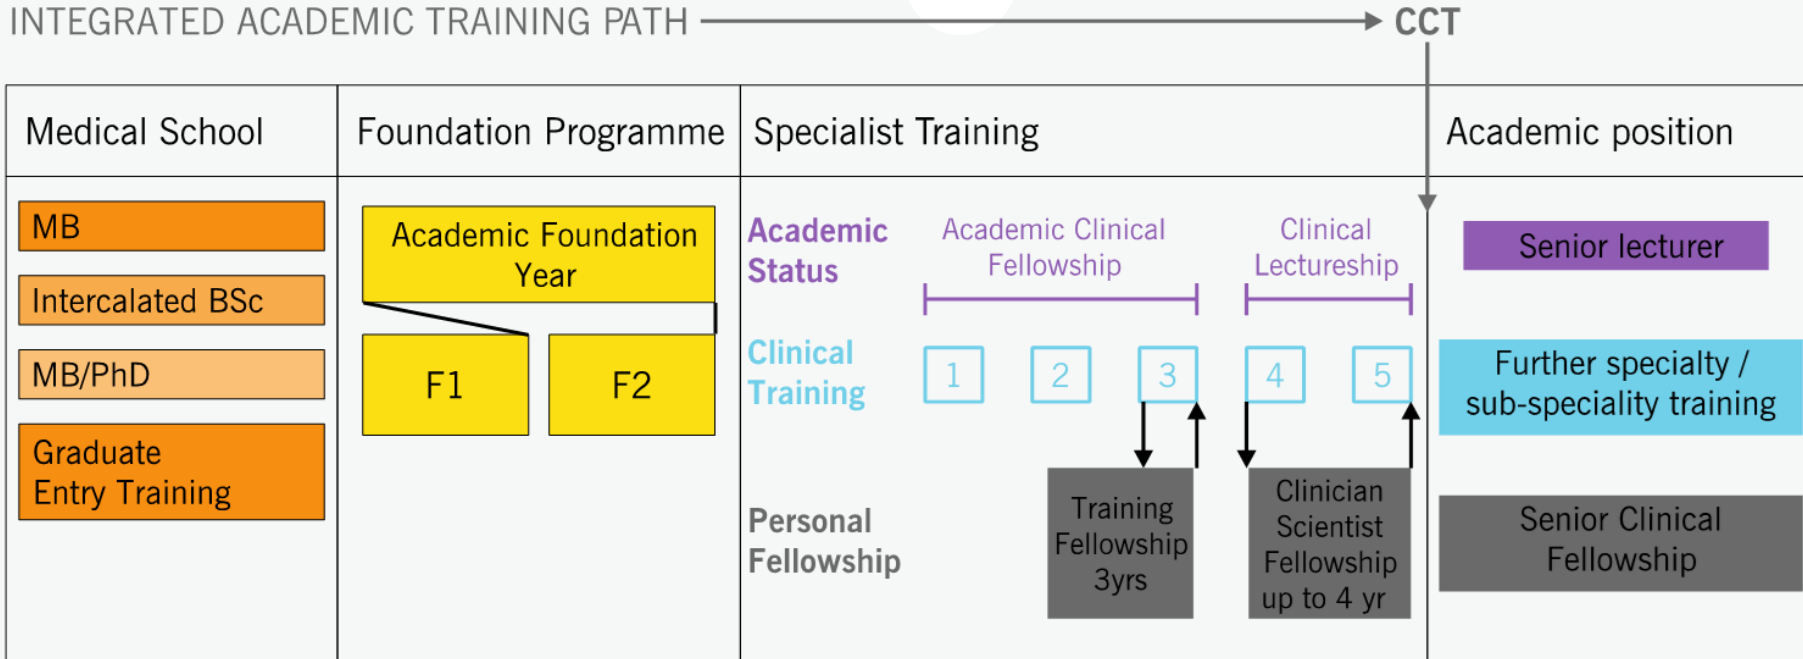 INTEGRATED ACADEMIC TRAINING PATH
CCT
Medical School
Foundation Programme
Specialist Training
Academic position
MB
Intercalated BSc
MB/PhD
Graduate
Entry Training
Academic Foundation
Year
F1
F2
Academic
Status
Academic Clinical
Fellowship
Clinical
Lectureship
Clinical
Training
1
2
3
4
5
Personal
Fellowship
Training
Fellowship
3yrs
Clinician
Scientist
Fellowship
up to 4 yr
Senior lecturer
Further specialty /
sub-speciality training
Senior Clinical
Fellowship